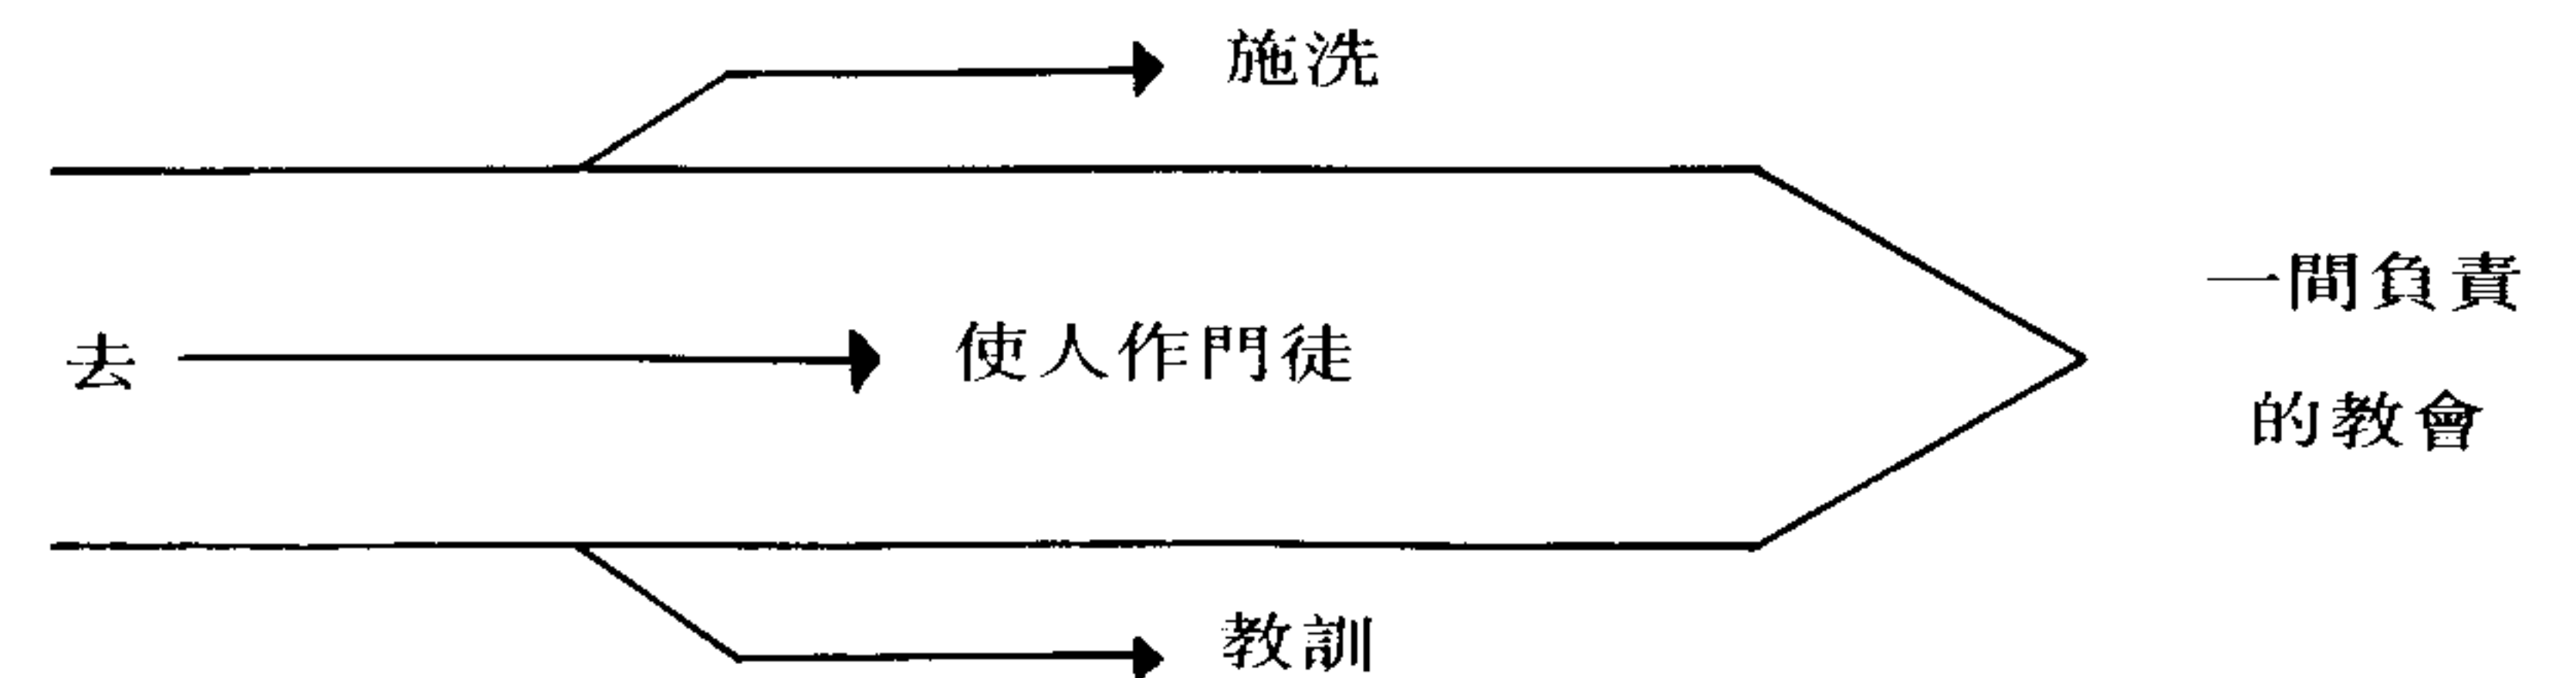 施洗
去
使人作門徒
一間負責
的教會
教訓